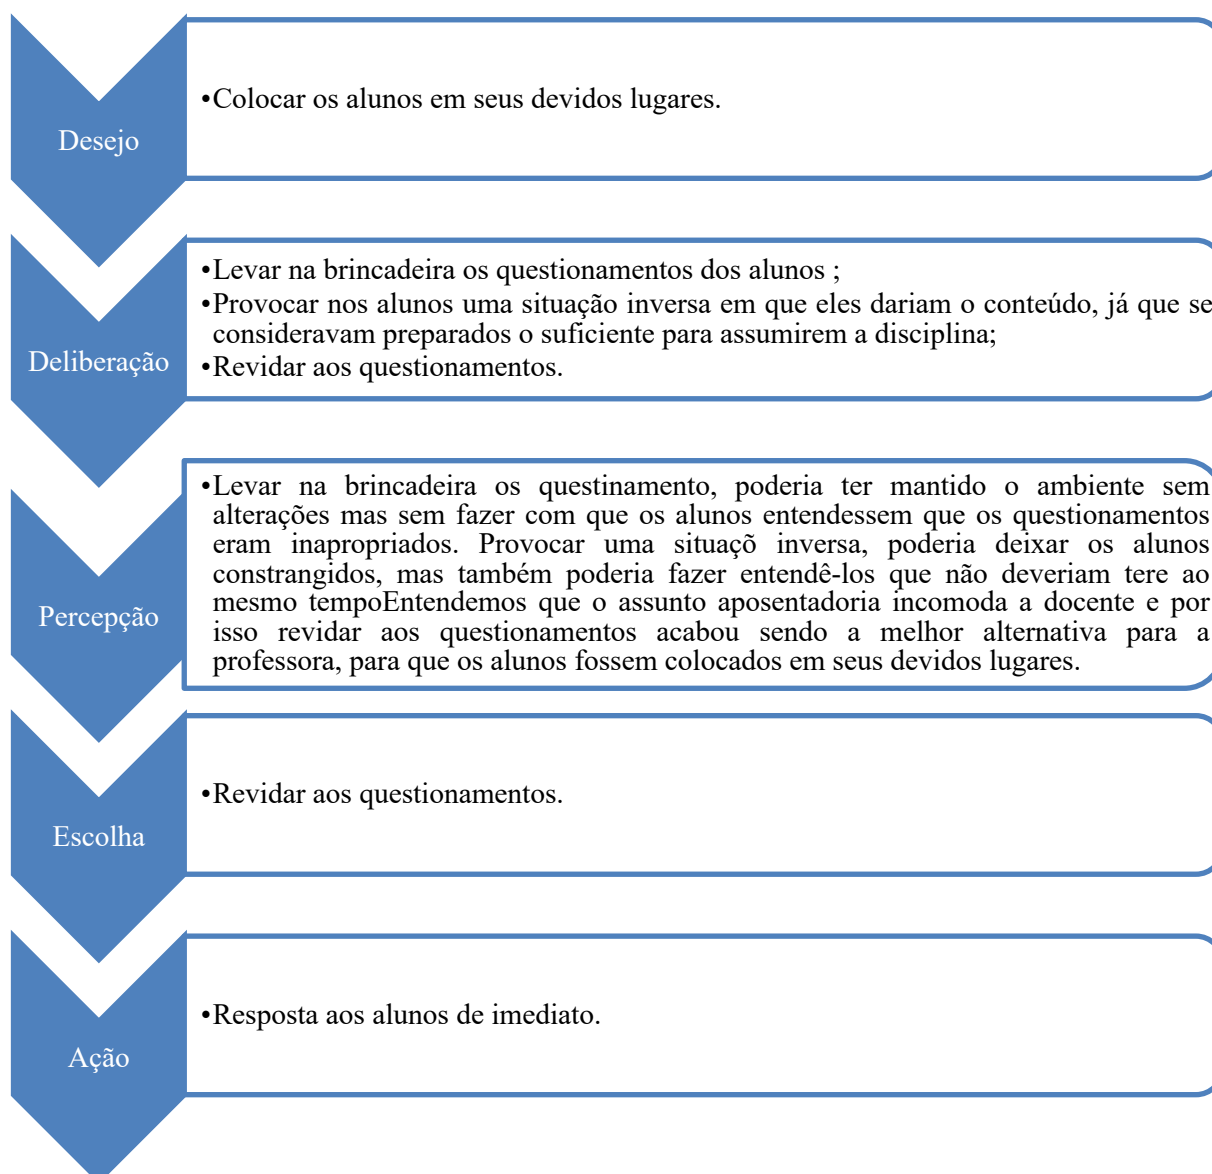 Desejo
•Colocar os alunos em seus devidos lugares.
Deliberação
•Levar na brincadeira os questionamentos dos alunos ;
•Provocar nos alunos uma situação inversa em que eles dariam o conteúdo, já que se
consideravam preparados o suficiente para assumirem a disciplina;
•Revidar aos questionamentos.
Percepção
•Levar na brincadeira os questinamento, poderia ter mantido o ambiente sem
alterações mas sem fazer com que os alunos entendessem que os questionamentos
eram inapropriados. Provocar uma situaçõ inversa, poderia deixar os alunos
constrangidos, mas também poderia fazer entendê-los que não deveriam tere ao
mesmo tempoEntendemos que o assunto aposentadoria incomoda a docente e por
isso revidar aos questionamentos acabou sendo a melhor alternativa para a
professora, para que os alunos fossem colocados em seus devidos lugares.
Escolha
•Revidar aos questionamentos.
Ação
•Resposta aos alunos de imediato.